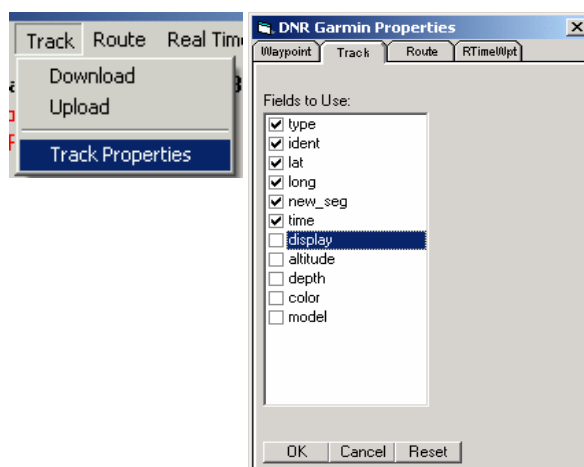 Track Route Real Tim
Download
Upload
Track Properties
DNR Garmin Properties
Waypoint Track Route RTimeWpt
Fields to Use:
type
ident
lat
long
new_seg
time
display
altitude
depth
color
model
OK Cancel Reset